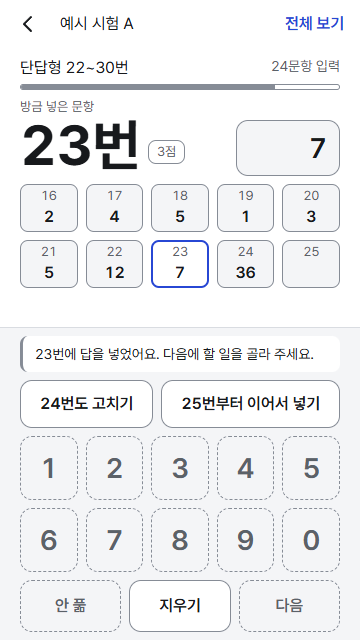 예시 시험 A
전체 보기
단답형 22~30번
24문항 입력
방금 넣은 문항
23번
3점
7
16 17 18 19 20
2 4 5 1 3
21 22 23 24 25
5 12 7 36
23번에 답을 넣었어요. 다음에 할 일을 골라 주세요.
24번도 고치기
25번부터 이어서 넣기
1 2 3 4 5
6 7 8 9 0
안 풂
지우기
다음